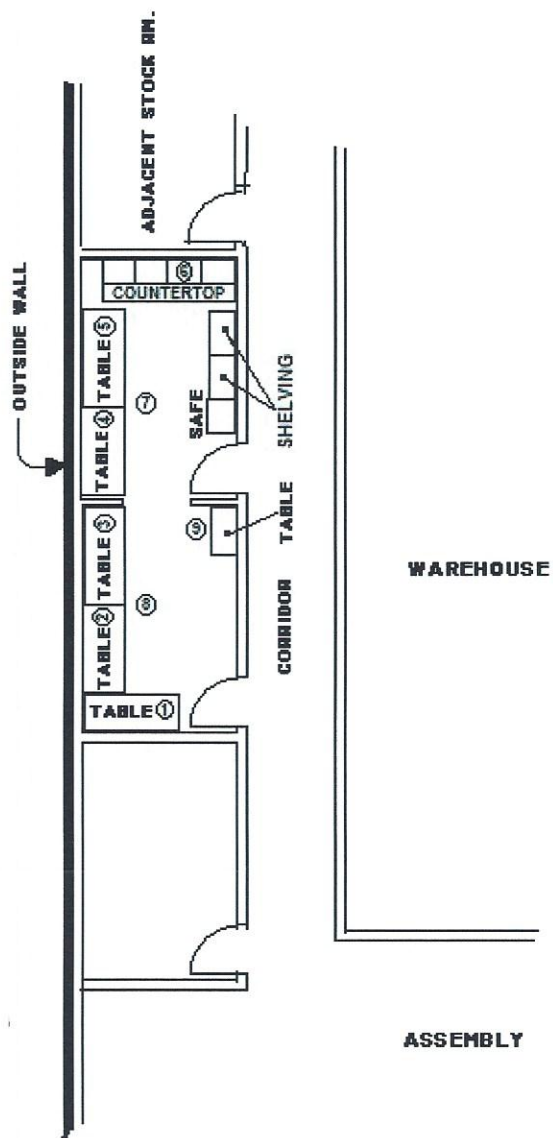 ADJACENT STOCK RM.
OUTSIDE WALL
⑥
COUNTERTOP
TABLE ⑤
TABLE ④
⑦
SAFE
SHELVING
TABLE ③
TABLE ②
⑧
⑨
TABLE
TABLE ①
CORRIDOR
WAREHOUSE
ASSEMBLY